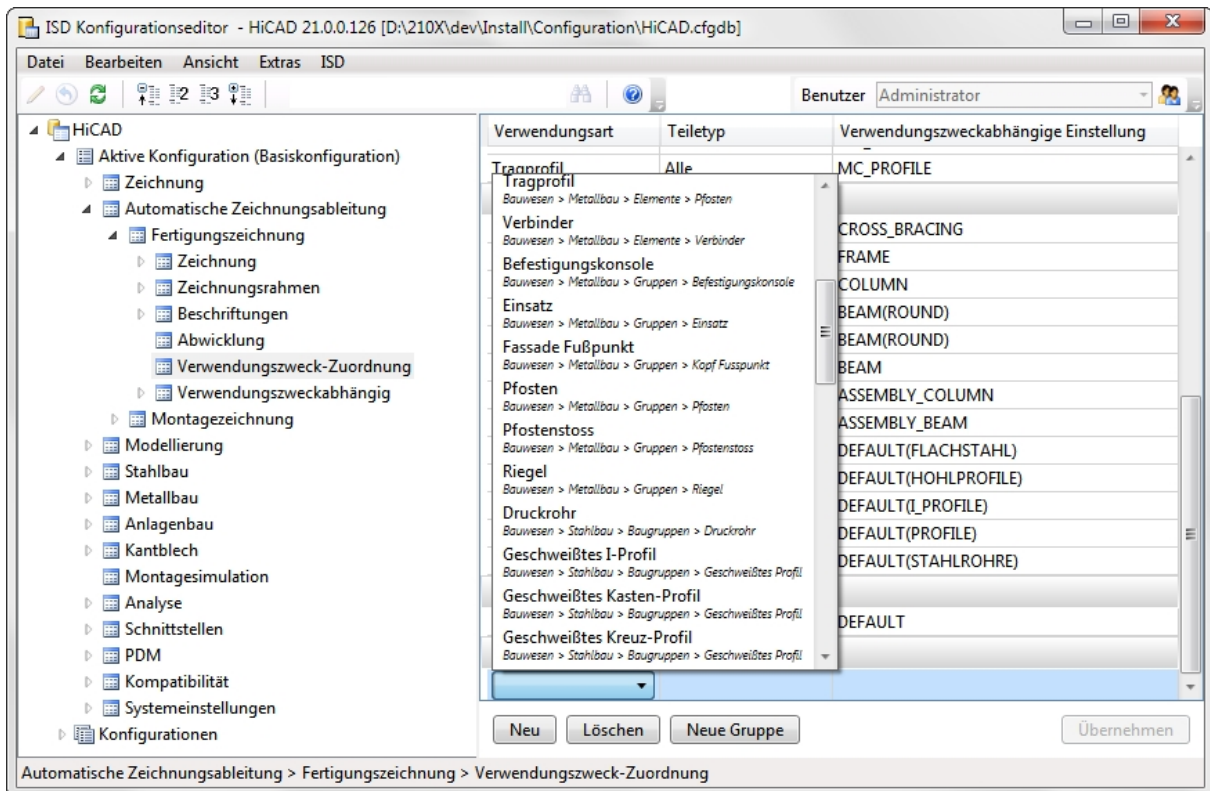 ISD Konfigurationseditor - HiCAD 21.0.0.126 [D:\210X\dev\Install\Configuration\HiCAD.cfgdb]
Datei Bearbeiten Ansicht Extras ISD
2 3 Benutzer Administrator
HiCAD
Aktive Konfiguration (Basiskonfiguration)
Zeichnung
Automatische Zeichnungsableitung
Fertigungszeichnung
Zeichnung
Zeichnungsrahmen
Beschriftungen
Abwicklung
Verwendungszweck-Zuordnung
Verwendungszweckabhängig
Montagezeichnung
Modellierung
Stahlbau
Metallbau
Anlagenbau
Kantblech
Montagesimulation
Analyse
Schnittstellen
PDM
Kompatibilität
Systemeinstellungen
Konfigurationen
Verwendungsart Teiletyp Verwendungszweckabhängige Einstellung
Tragprofil Alle MC_PROFILE
Tragprofil
Bauwesen > Metallbau > Elemente > Pfosten
Verbinder
Bauwesen > Metallbau > Elemente > Verbinder
Befestigungskonsole
Bauwesen > Metallbau > Gruppen > Befestigungskonsole
Einsatz
Bauwesen > Metallbau > Gruppen > Einsatz
Fassade Fußpunkt
Bauwesen > Metallbau > Gruppen > Kopf Fusspunkt
Pfosten
Bauwesen > Metallbau > Gruppen > Pfosten
Pfostenstoss
Bauwesen > Metallbau > Gruppen > Pfostenstoss
Riegel
Bauwesen > Metallbau > Gruppen > Riegel
Druckrohr
Bauwesen > Stahlbau > Baugruppen > Druckrohr
Geschweißtes I-Profil
Bauwesen > Stahlbau > Baugruppen > Geschweißtes Profil
Geschweißtes Kasten-Profil
Bauwesen > Stahlbau > Baugruppen > Geschweißtes Profil
Geschweißtes Kreuz-Profil
Bauwesen > Stahlbau > Baugruppen > Geschweißtes Profil
CROSS_BRACING
FRAME
COLUMN
BEAM(ROUND)
BEAM(ROUND)
BEAM
ASSEMBLY_COLUMN
ASSEMBLY_BEAM
DEFAULT(FLACHSTAHL)
DEFAULT(HOHLPROFILE)
DEFAULT(I_PROFILE)
DEFAULT(PROFILE)
DEFAULT(STAHLROHRE)
DEFAULT
Neu Löschen Neue Gruppe Übernehmen
Automatische Zeichnungsableitung > Fertigungszeichnung > Verwendungszweck-Zuordnung